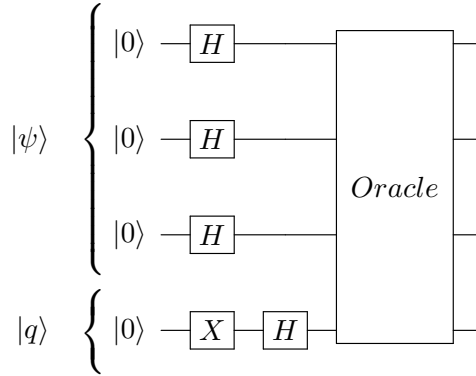 |0⟩ H
|ψ⟩ |0⟩ H Oracle
|0⟩ H
|q⟩ |0⟩ X H